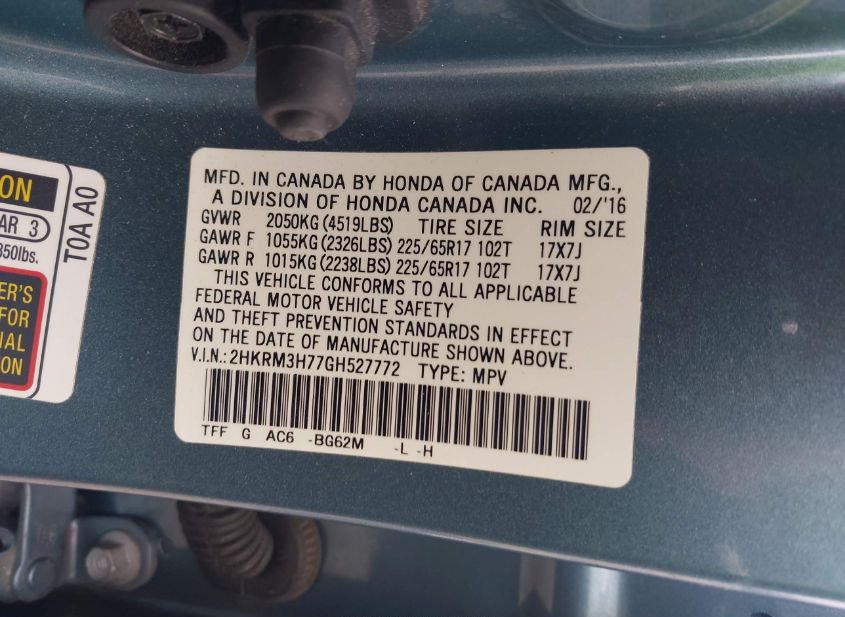 ON
AR 3
350lbs.
ER'S
FOR
IAL
ION
T0A A0
MFD. IN CANADA BY HONDA OF CANADA MFG.,
A DIVISION OF HONDA CANADA INC. 02/'16
GVWR 2050KG (4519LBS) TIRE SIZE RIM SIZE
GAWR F 1055KG (2326LBS) 225/65R17 102T 17X7J
GAWR R 1015KG (2238LBS) 225/65R17 102T 17X7J
THIS VEHICLE CONFORMS TO ALL APPLICABLE
FEDERAL MOTOR VEHICLE SAFETY
AND THEFT PREVENTION STANDARDS IN EFFECT
ON THE DATE OF MANUFACTURE SHOWN ABOVE.
V.I.N.: 2HKRM3H77GH527772 TYPE: MPV
TFF G AC6 -BG62M -L -H